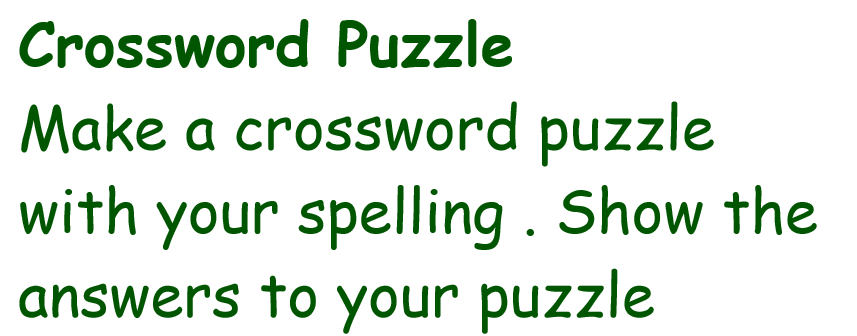 Crossword Puzzle
Make a crossword puzzle
with your spelling . Show the
answers to your puzzle